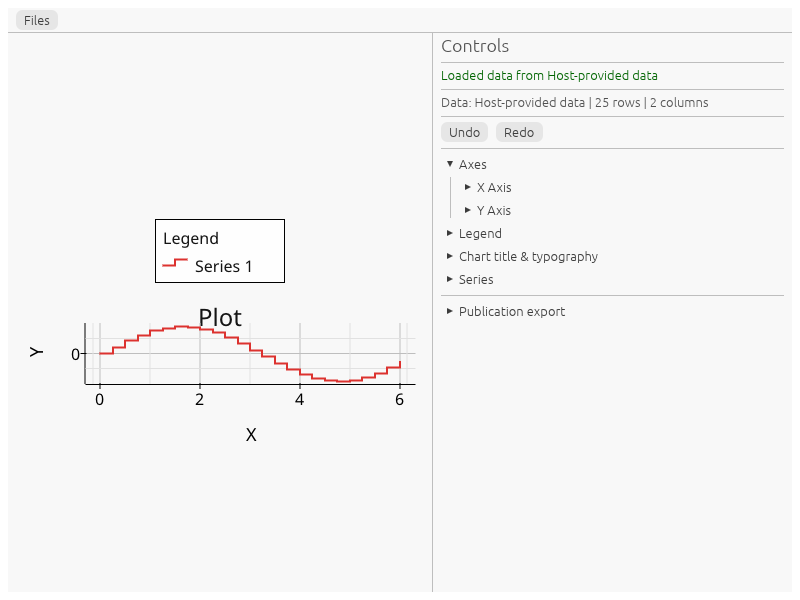 Files
Controls
Loaded data from Host-provided data
Data: Host-provided data | 25 rows | 2 columns
Undo Redo
Axes
X Axis
Y Axis
Legend
Chart title & typography
Series
Publication export
Legend
Series 1
Plot
Y
0
0 2 4 6
X